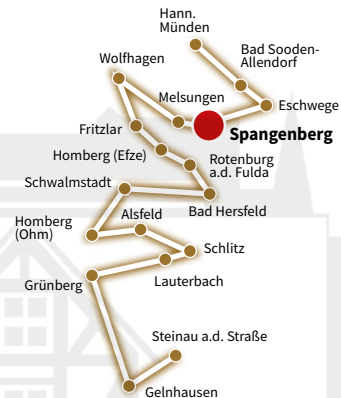 Hann.
Münden
Bad Sooden-
Allendorf
Wolfhagen
Melsungen
Eschwege
Fritzlar
Spangenberg
Homberg (Efze)
Rotenburg
a.d. Fulda
Schwalmstadt
Bad Hersfeld
Alsfeld
Homberg
(Ohm)
Schlitz
Grünberg
Lauterbach
Steinau a.d. Straße
Gelnhausen